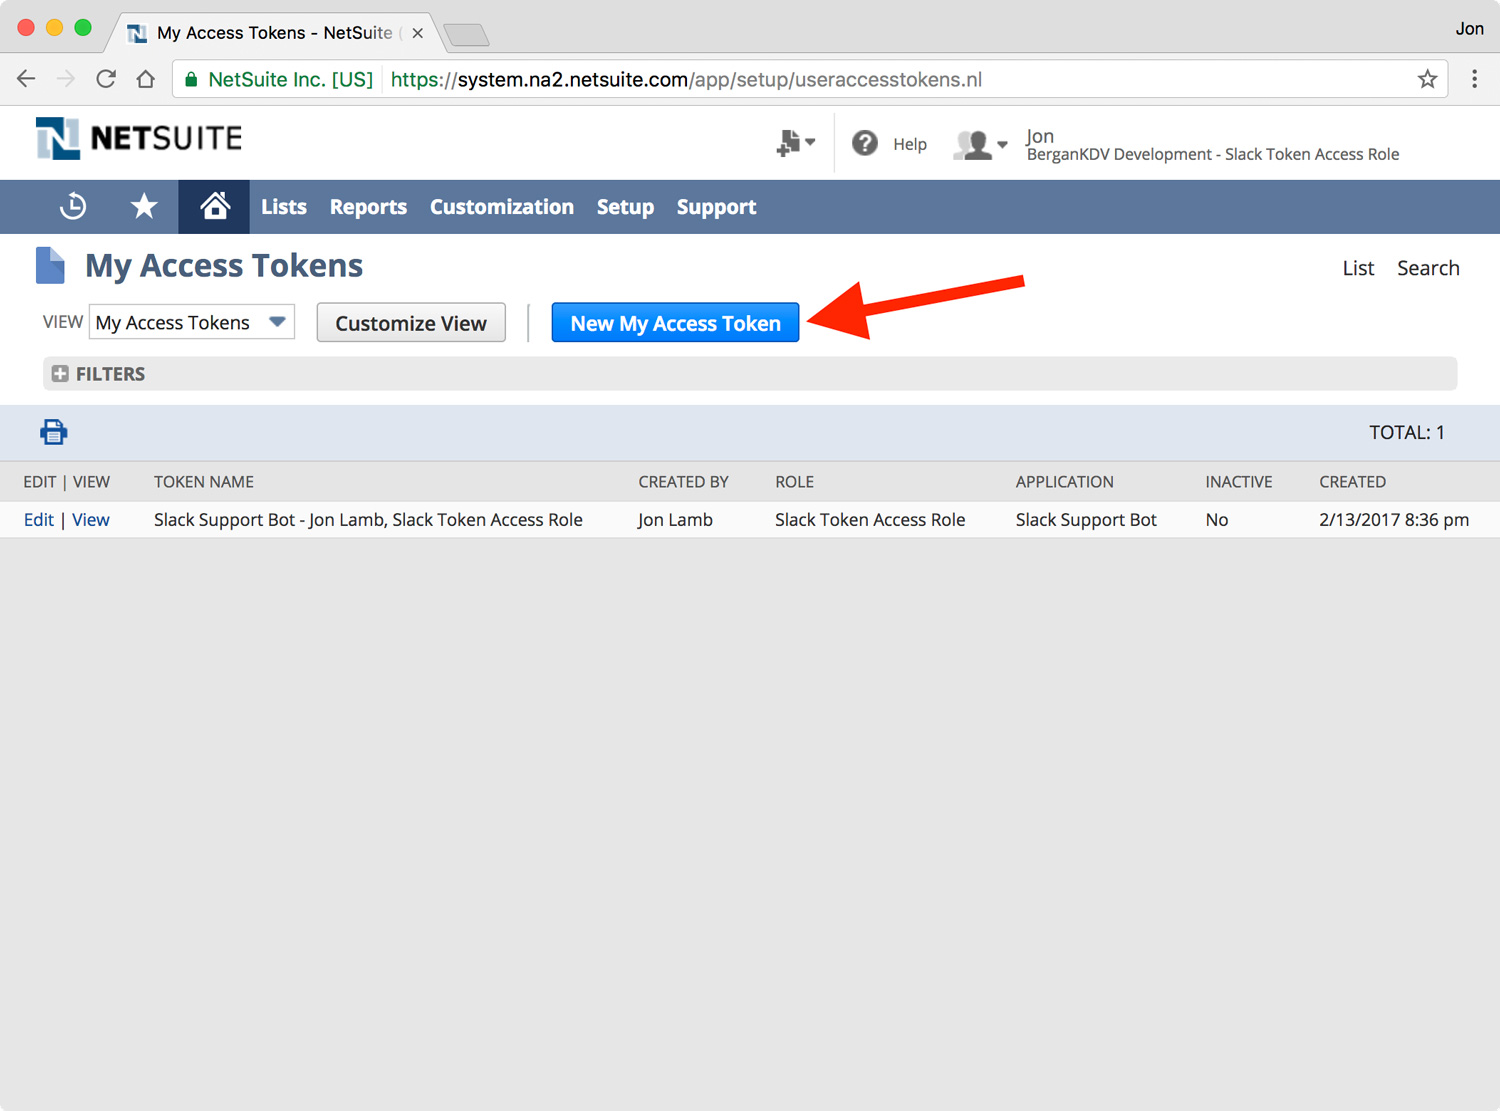 My Access Tokens - NetSuite (
Jon
NetSuite Inc. [US] https://system.na2.netsuite.com/app/setup/useraccesstokens.nl
NETSUITE
Help
Jon
BerganKDV Development - Slack Token Access Role
Lists Reports Customization Setup Support
My Access Tokens
List Search
VIEW My Access Tokens Customize View New My Access Token
FILTERS
TOTAL: 1
EDIT | VIEW TOKEN NAME CREATED BY ROLE APPLICATION INACTIVE CREATED
Edit | View Slack Support Bot - Jon Lamb, Slack Token Access Role Jon Lamb Slack Token Access Role Slack Support Bot No 2/13/2017 8:36 pm